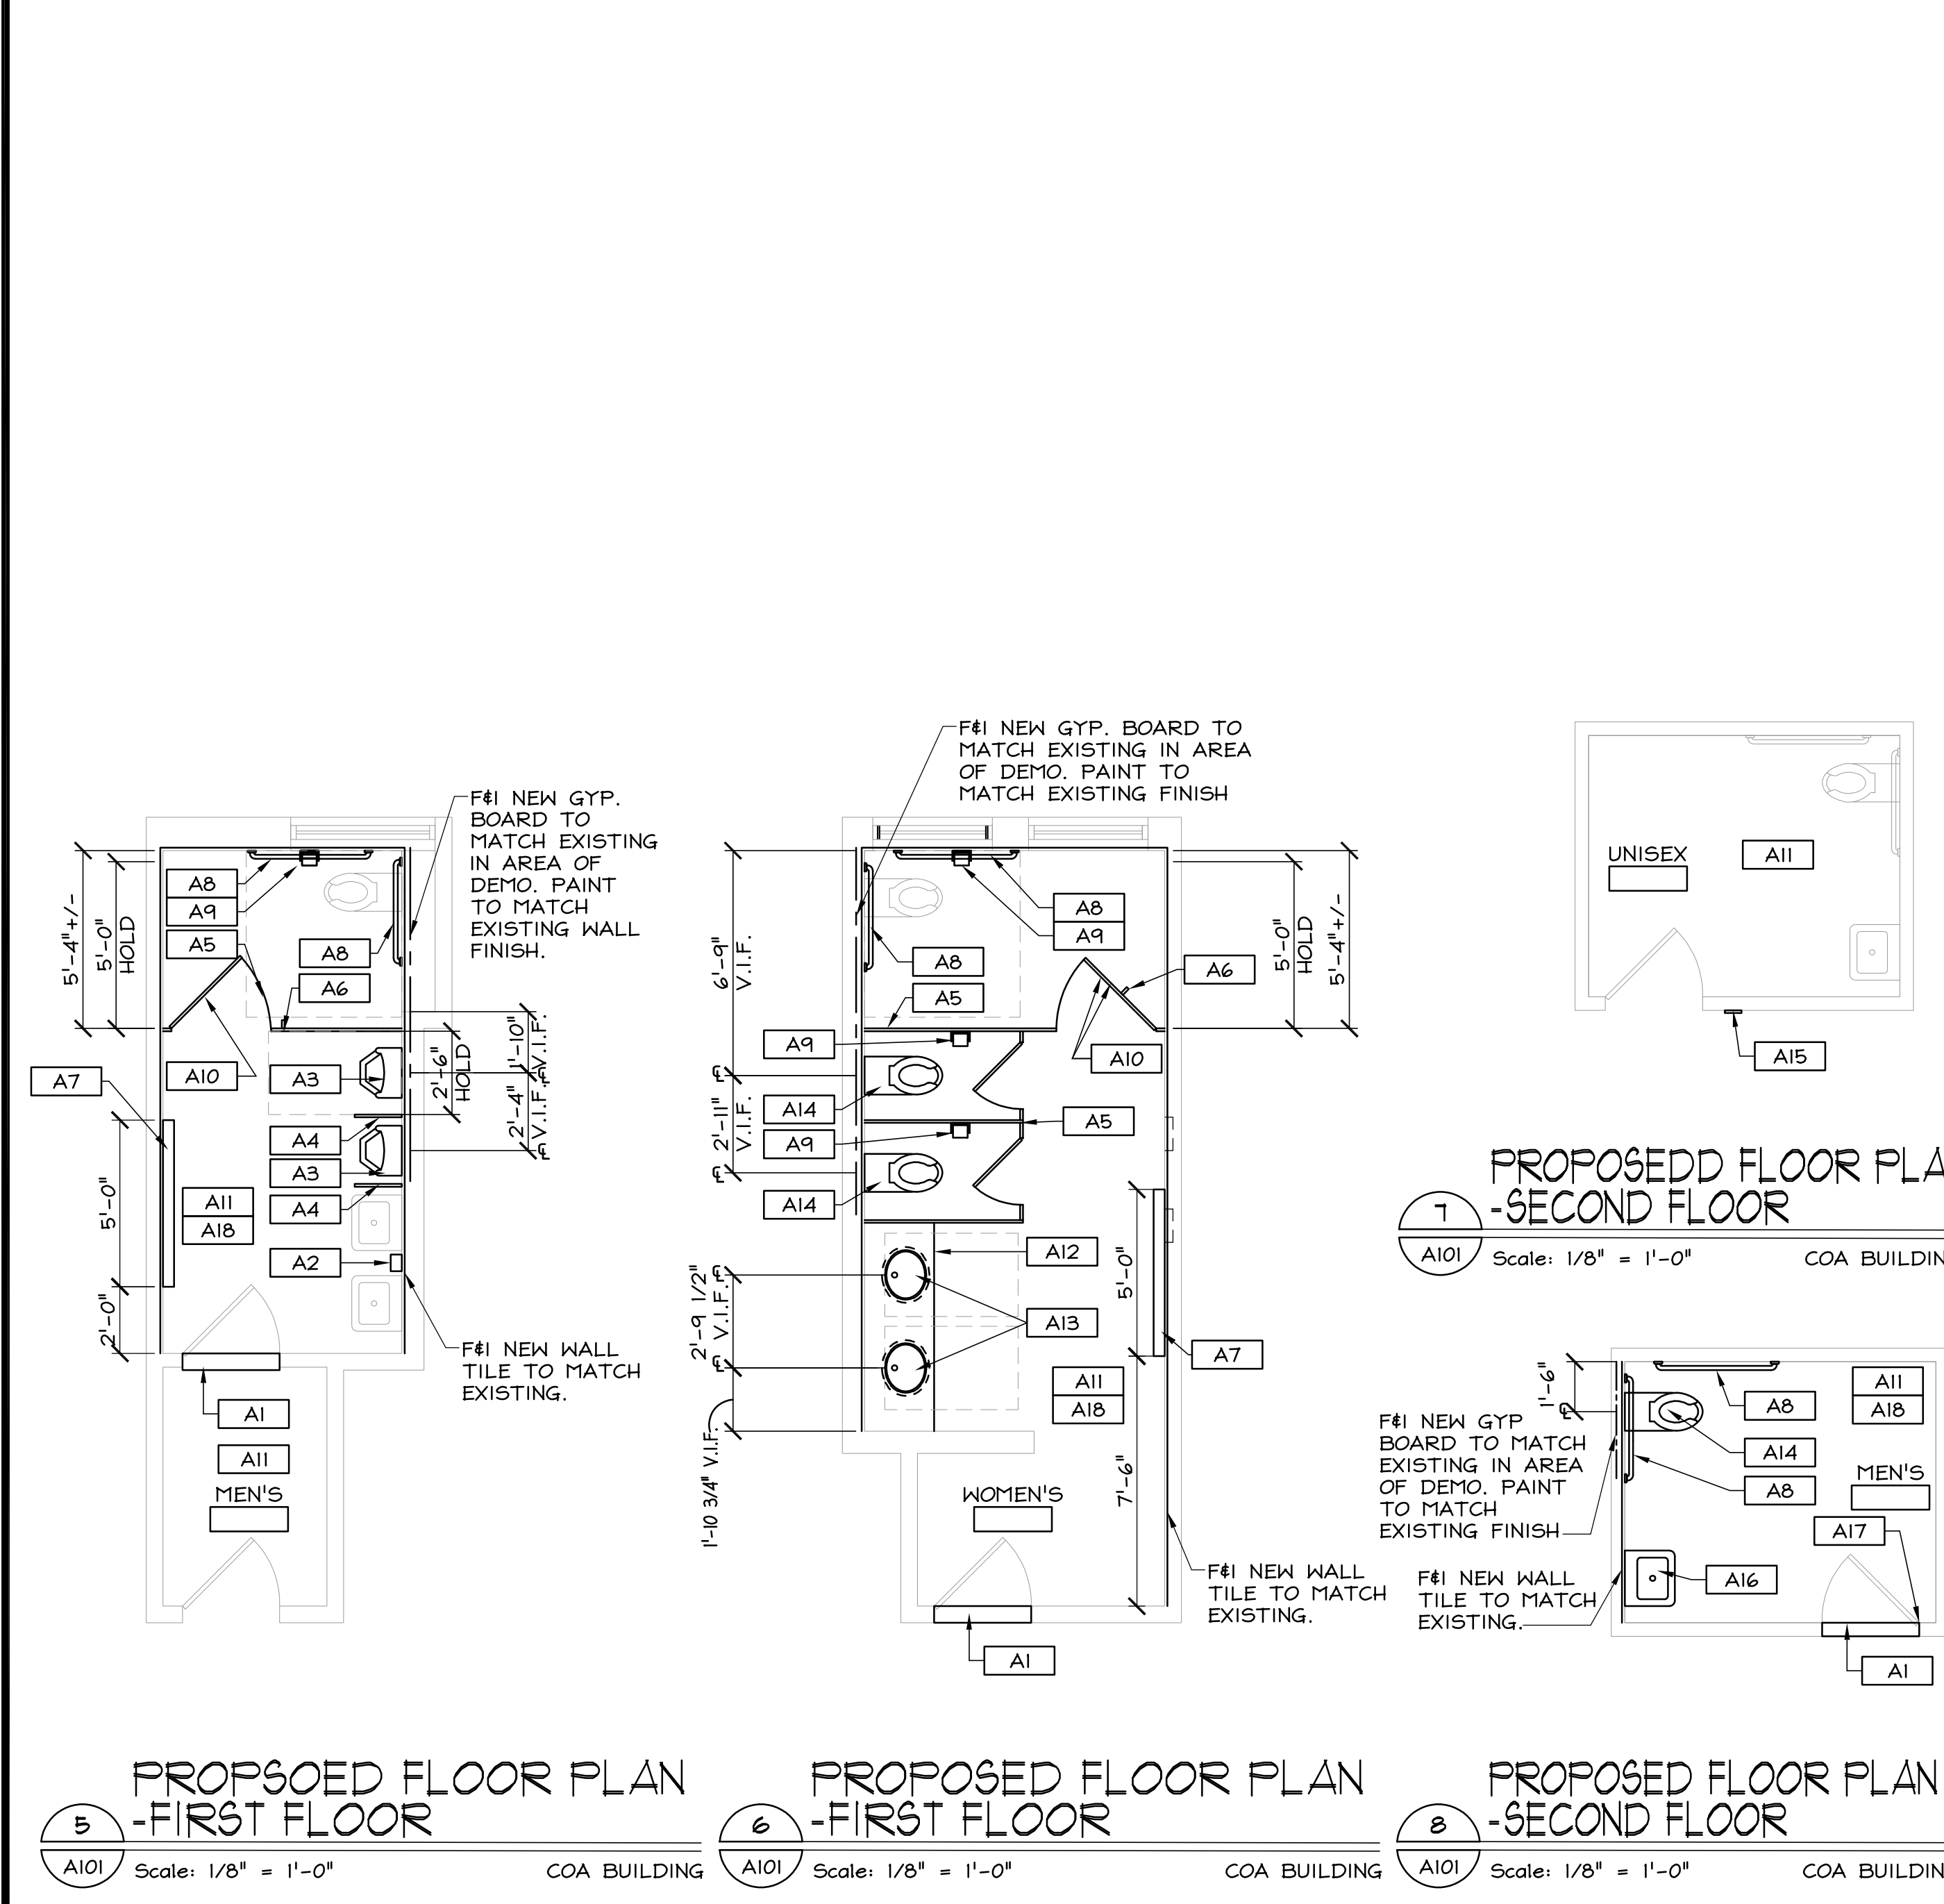 F&I NEW GYP.
BOARD TO
MATCH EXISTING
IN AREA OF
DEMO. PAINT
TO MATCH
EXISTING WALL
FINISH.
5'-4"+/-
5'-0"
HOLD
A8
A9
A5
A8
A6
A10
A3
A7
A4
A3
A4
A11
A18
A2
5'-0"
2'-0"
2'-6"
HOLD
1'-10"
V.I.F.
2'-4"
V.I.F.
F&I NEW WALL
TILE TO MATCH
EXISTING.
A1
A11
MEN'S
5
A101
PROPSOED FLOOR PLAN
-FIRST FLOOR
Scale: 1/8" = 1'-0"
COA BUILDING
F&I NEW GYP. BOARD TO
MATCH EXISTING IN AREA
OF DEMO. PAINT TO
MATCH EXISTING FINISH
6'-9"
V.I.F.
2'-11"
V.I.F.
A8
A9
A8
A5
A6
5'-0"
HOLD
5'-4"+/-
A9
A10
A14
A5
A9
A14
A12
A13
2'-9 1/2"
V.I.F.
1'-10 3/4" V.I.F.
5'-0"
A7
A11
A18
7'-6"
WOMEN'S
F&I NEW WALL
TILE TO MATCH
EXISTING.
A1
6
A101
PROPOSED FLOOR PLAN
-FIRST FLOOR
Scale: 1/8" = 1'-0"
COA BUILDING
UNISEX
A11
A15
7
A101
PROPOSEDD FLOOR PLA
-SECOND FLOOR
Scale: 1/8" = 1'-0"
COA BUILDIN
1'-6"
A8
A11
A18
F&I NEW GYP
BOARD TO MATCH
EXISTING IN AREA
OF DEMO. PAINT
TO MATCH
EXISTING FINISH
A14
A8
MEN'S
A17
A16
F&I NEW WALL
TILE TO MATCH
EXISTING.
A1
8
A101
PROPOSED FLOOR PLAN
-SECOND FLOOR
Scale: 1/8" = 1'-0"
COA BUILDIN